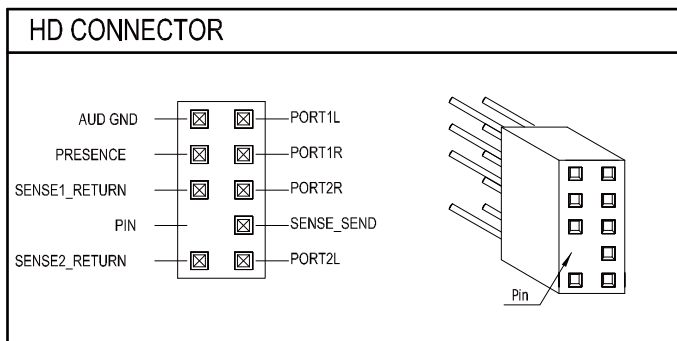 HD CONNECTOR
AUD GND PORT1L
PRESENCE PORT1R
SENSE1_RETURN PORT2R
PIN SENSE_SEND
SENSE2_RETURN PORT2L
Pin